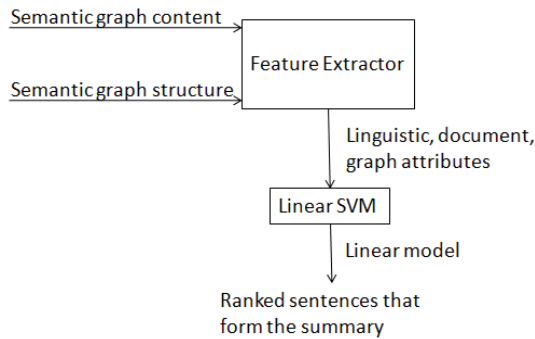 Semantic graph content
Feature Extractor
Semantic graph structure
Linguistic, document,
graph attributes
Linear SVM
Linear model
Ranked sentences that
form the summary